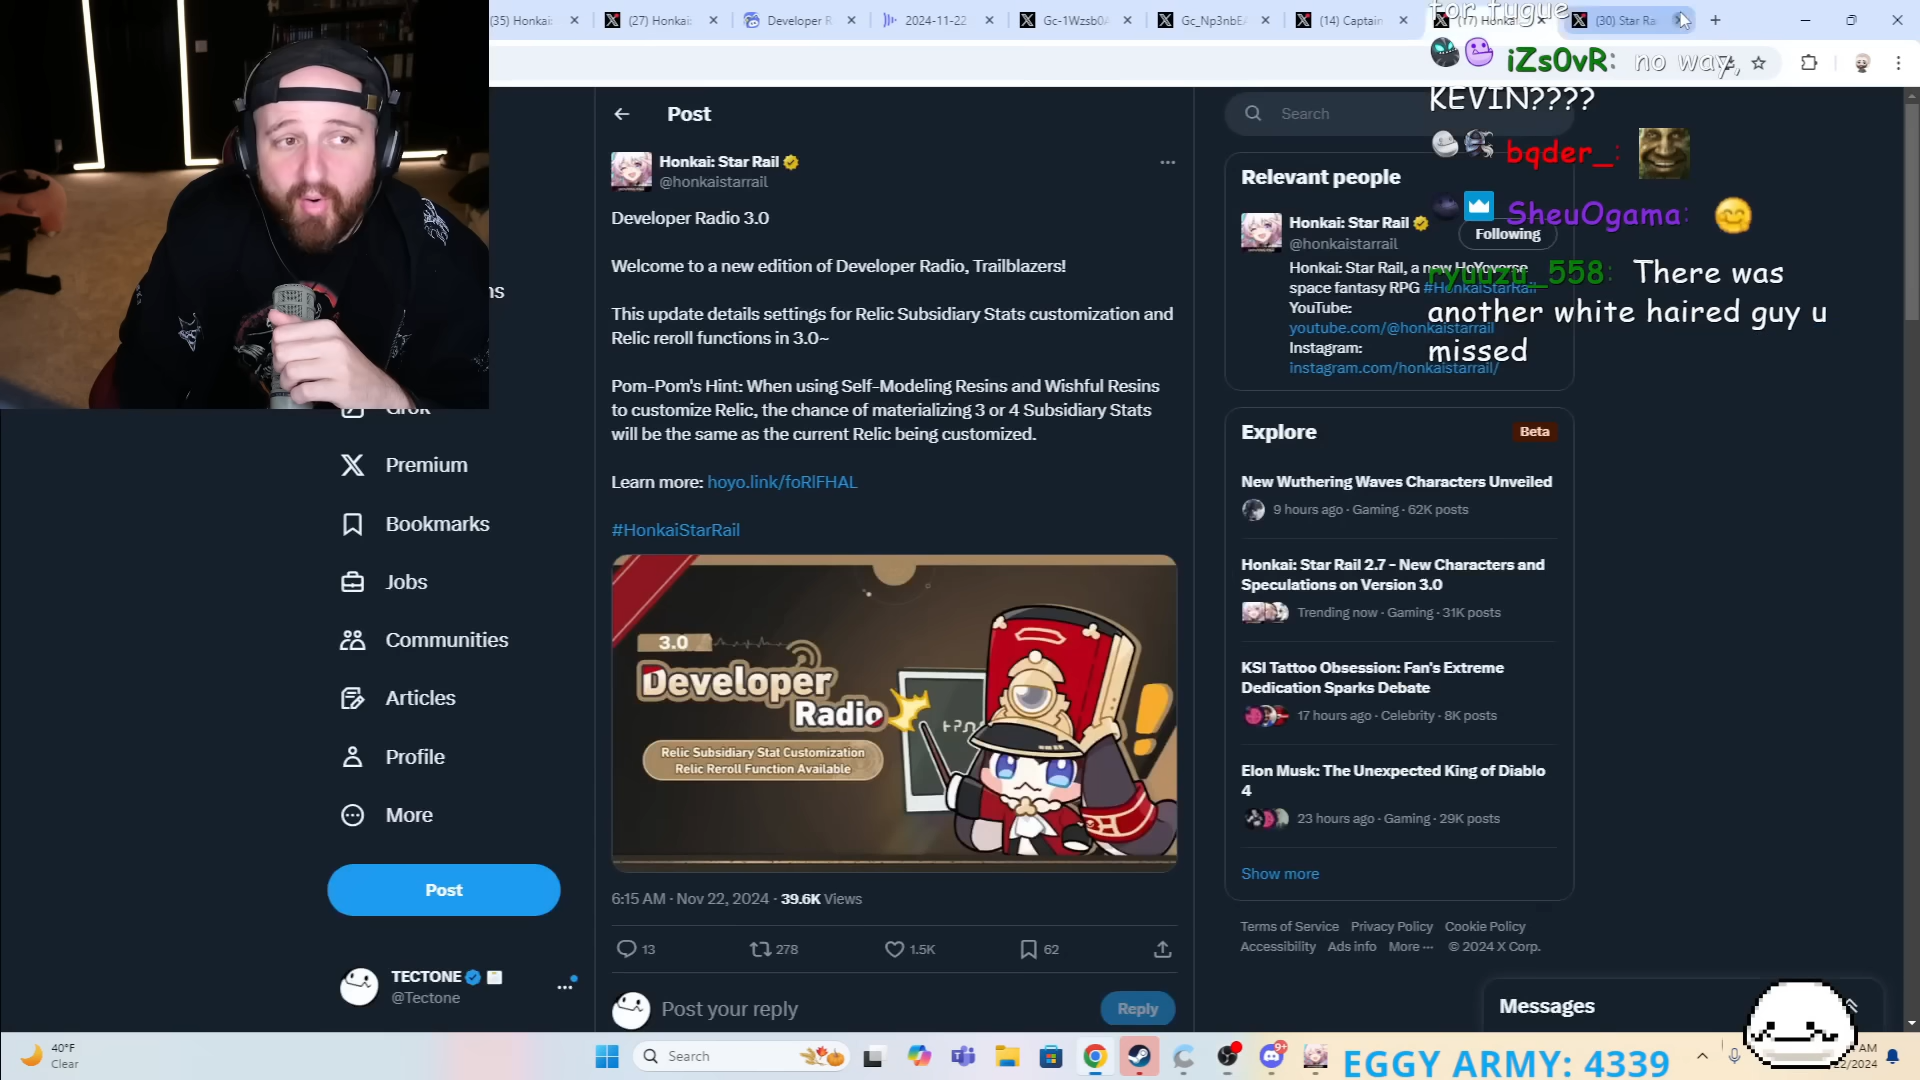 (35) Honkai:
(27) Honkai:
Developer R
2024-11-22
Gc-1Wzsb0
Gc_Np3nbE
(14) Captain
(17) Honk
(30) Star Ra
for fugue
iZsOvR: no way,
KEVIN????
bqder_:
SheuOgama:
ryuuzu_558: There was
another white haired guy u
missed
Post
Honkai: Star Rail
@honkaistarrail
Developer Radio 3.0
Welcome to a new edition of Developer Radio, Trailblazers!
This update details settings for Relic Subsidiary Stats customization and
Relic reroll functions in 3.0~
Pom-Pom's Hint: When using Self-Modeling Resins and Wishful Resins
to customize Relic, the chance of materializing 3 or 4 Subsidiary Stats
will be the same as the current Relic being customized.
Learn more: hoyo.link/foRlFHAL
#HonkaiStarRail
3.0
Developer
Radio
Relic Subsidiary Stat Customization
Relic Reroll Function Available
6:15 AM · Nov 22, 2024 · 39.6K Views
13
278
1.5K
62
Post your reply
Reply
ns
Grok
Premium
Bookmarks
Jobs
Communities
Articles
Profile
More
Post
TECTONE
@Tectone
Search
Relevant people
Honkai: Star Rail
@honkaistarrail
Following
Honkai: Star Rail, a new HoYoverse
space fantasy RPG #HonkaiStarRail
YouTube:
youtube.com/@honkaistarrail
Instagram:
instagram.com/honkaistarrail/
Explore
Beta
New Wuthering Waves Characters Unveiled
9 hours ago · Gaming · 62K posts
Honkai: Star Rail 2.7 - New Characters and
Speculations on Version 3.0
Trending now · Gaming · 31K posts
KSI Tattoo Obsession: Fan's Extreme
Dedication Sparks Debate
17 hours ago · Celebrity · 8K posts
Elon Musk: The Unexpected King of Diablo
4
23 hours ago · Gaming · 29K posts
Show more
Terms of Service Privacy Policy Cookie Policy
Accessibility Ads info More ··· © 2024 X Corp.
Messages
40°F
Clear
Search
9+
EGGY ARMY: 4339
AM
22/2024